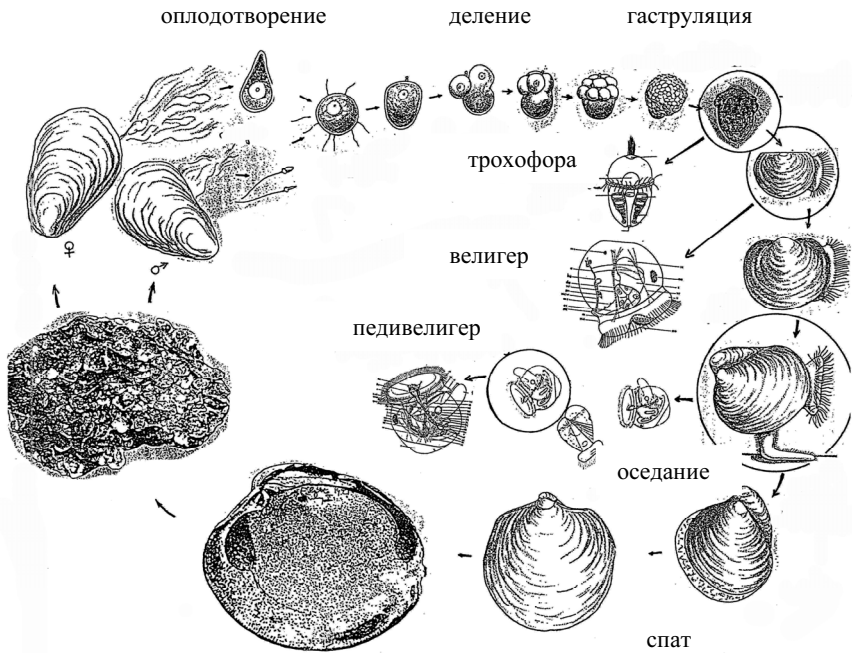 оплодотворение деление гаструляция
трохофора
велигер
педивелигер
оседание
спат
♀
♂